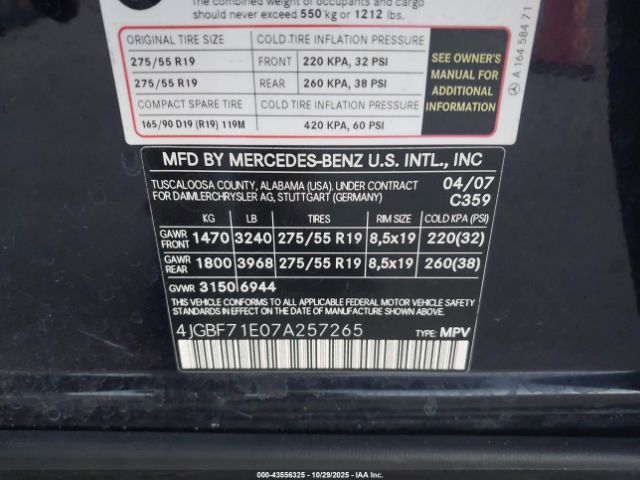 The combined weight of occupants and cargo
should never exceed 550 kg or 1212 lbs.
ORIGINAL TIRE SIZE COLD TIRE INFLATION PRESSURE
275/55 R19 FRONT 220 KPA, 32 PSI
275/55 R19 REAR 260 KPA, 38 PSI
COMPACT SPARE TIRE COLD TIRE INFLATION PRESSURE
165/90 D19 (R19) 119M 420 KPA, 60 PSI
SEE OWNER'S
MANUAL FOR
ADDITIONAL
INFORMATION
A 164 584 71
MFD BY MERCEDES-BENZ U.S. INTL., INC
TUSCALOOSA COUNTY, ALABAMA (USA). UNDER CONTRACT 04/07
FOR DAIMLERCHRYSLER AG, STUTTGART (GERMANY) C359
KG LB TIRES RIM SIZE COLD KPA (PSI)
GAWR FRONT 1470 3240 275/55 R19 8,5x19 220(32)
GAWR REAR 1800 3968 275/55 R19 8,5x19 260(38)
GVWR 3150 6944
THIS VEHICLE CONFORMS TO ALL APPLICABLE FEDERAL MOTOR VEHICLE SAFETY
STANDARDS IN EFFECT ON THE DATE OF MANUFACTURE SHOWN ABOVE.
4JGBF71E07A257265 TYPE: MPV
000-43556325 - 10/29/2025 - IAA Inc.